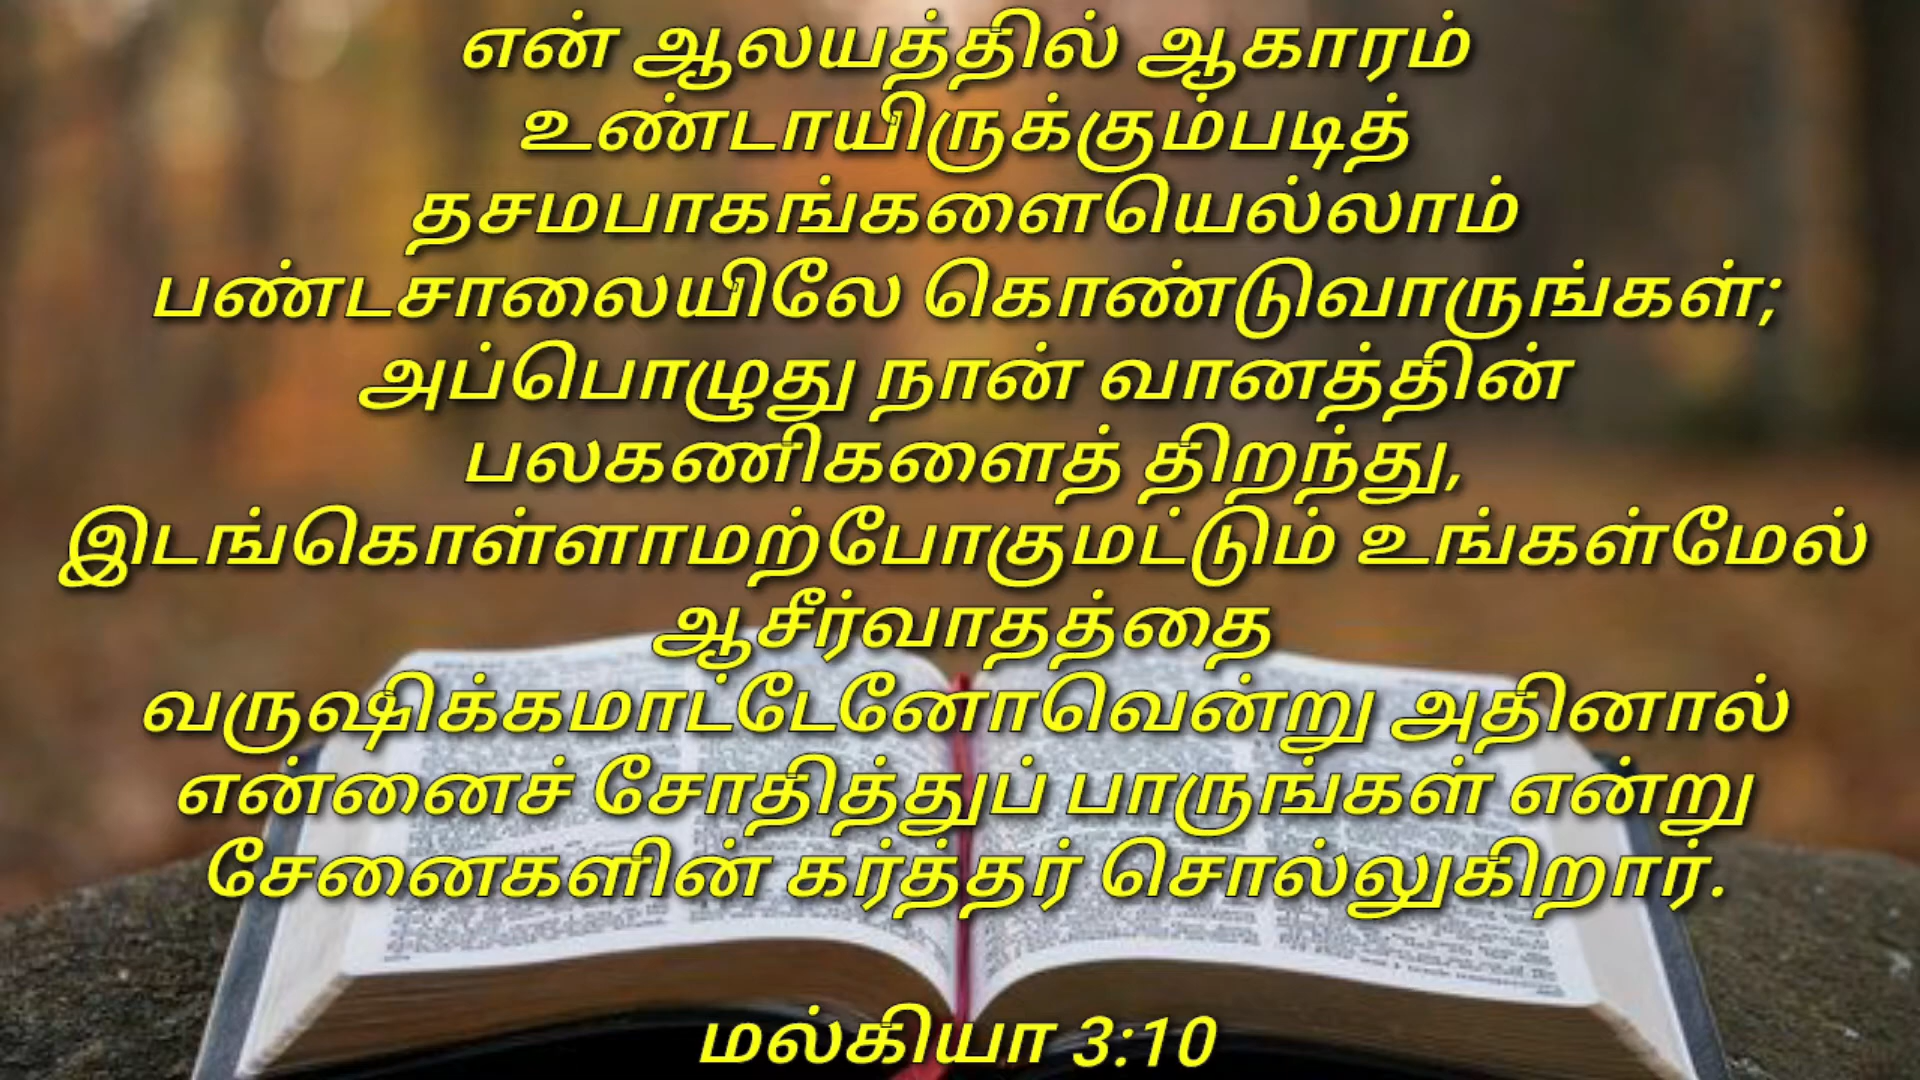 என் ஆலயத்தில் ஆகாரம்
உண்டாயிருக்கும்படித்
தசமபாகங்களையெல்லாம்
பண்டசாலையிலே கொண்டுவாருங்கள்;
அப்பொழுது நான் வானத்தின்
பலகணிகளைத் திறந்து,
இடங்கொள்ளாமற்போகுமட்டும் உங்கள்மேல்
ஆசீர்வாதத்தை
வருஷிக்கமாட்டேனோவென்று அதினால்
என்னைச் சோதித்துப் பாருங்கள் என்று
சேனைகளின் கர்த்தர் சொல்லுகிறார்.
மல்கியா 3:10